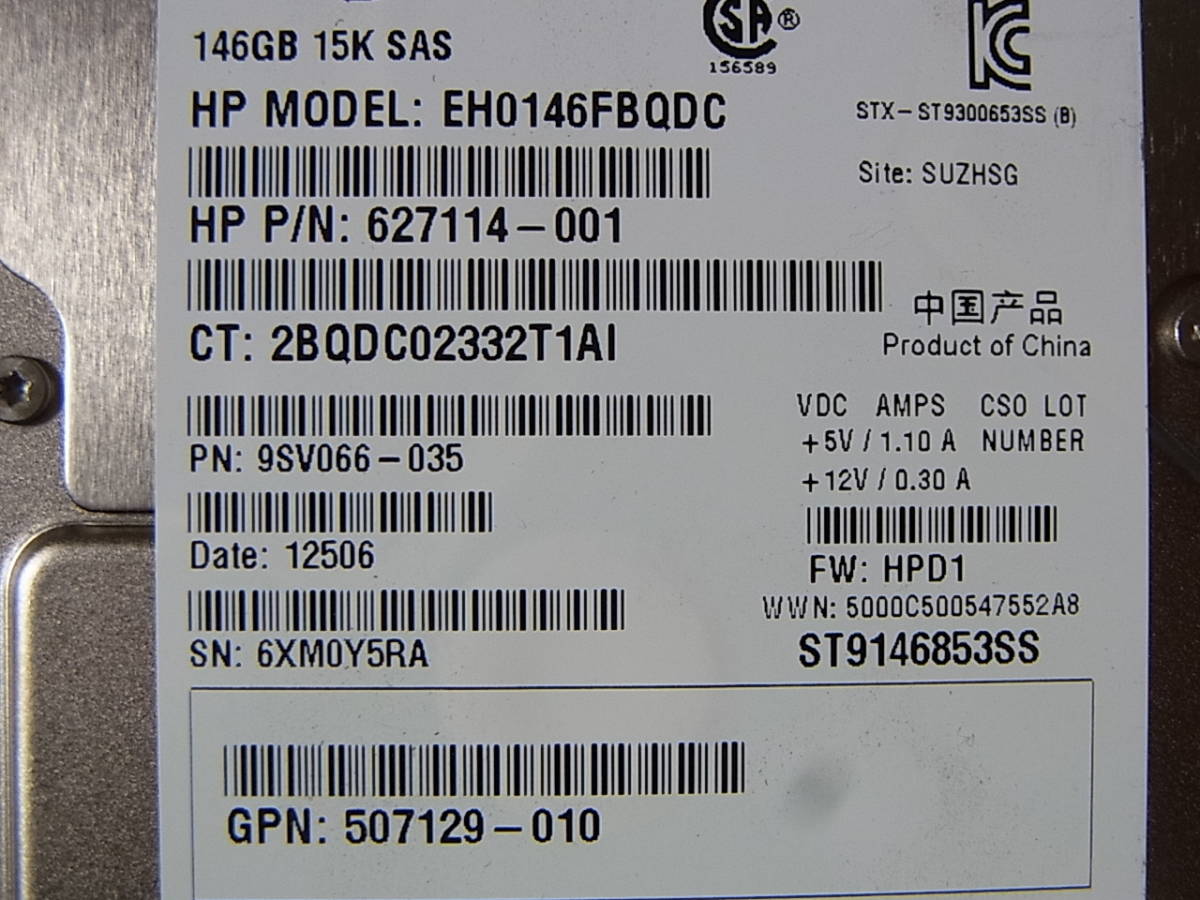 146GB 15K SAS
SA®
156589
HP MODEL: EH0146FBQDC
STX-ST9300653SS (B)
Site: SUZHSG
HP P/N: 627114-001
中国产品
Product of China
CT: 2BQDC02332T1AI
VDC AMPS CSO LOT
+5V / 1.10 A NUMBER
+12V / 0.30 A
PN: 9SV066-035
Date: 12506
FW: HPD1
WWN: 5000C500547552A8
ST9146853SS
SN: 6XM0Y5RA
GPN: 507129-010